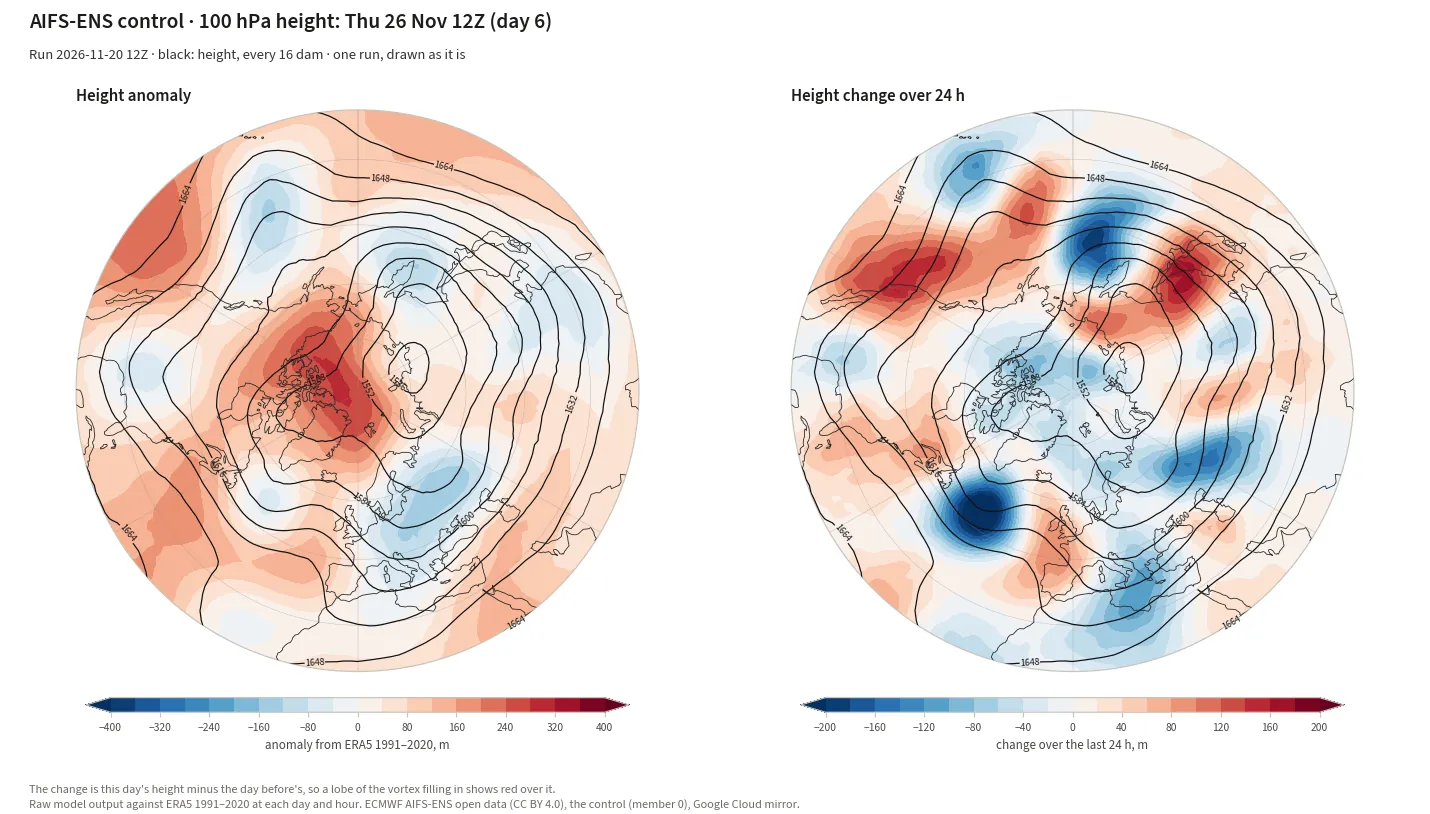 AIFS-ENS control · 100 hPa height: Thu 26 Nov 12Z (day 6)
Run 2026-11-20 12Z · black: height, every 16 dam · one run, drawn as it is
Height anomaly
1664
1648
1664
1552
1632
1616
1584
1600
1664
1664
1648
−400 −320 −240 −160 −80 0 80 160 240 320 400
anomaly from ERA5 1991–2020, m
Height change over 24 h
1664
1648
1664
1552
1632
1616
1584
1600
1664
1664
1648
−200 −160 −120 −80 −40 0 40 80 120 160 200
change over the last 24 h, m
The change is this day's height minus the day before's, so a lobe of the vortex filling in shows red over it.
Raw model output against ERA5 1991–2020 at each day and hour. ECMWF AIFS-ENS open data (CC BY 4.0), the control (member 0), Google Cloud mirror.